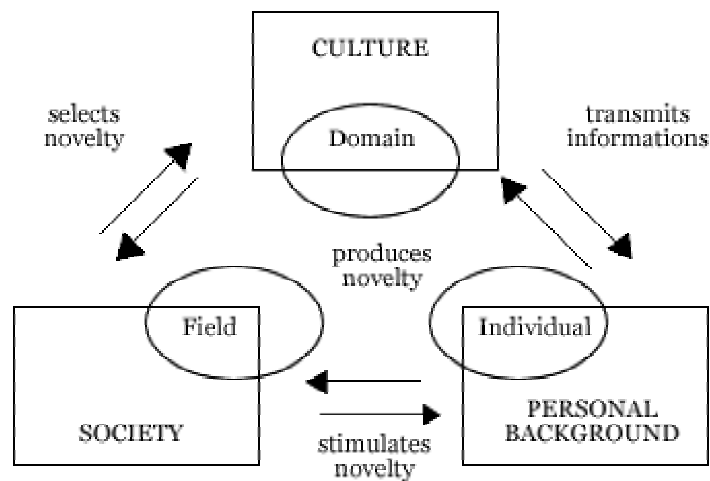 CULTURE
selects
novelty
transmits
informations
Domain
produces
novelty
Field
Individual
SOCIETY
PERSONAL
BACKGROUND
stimulates
novelty